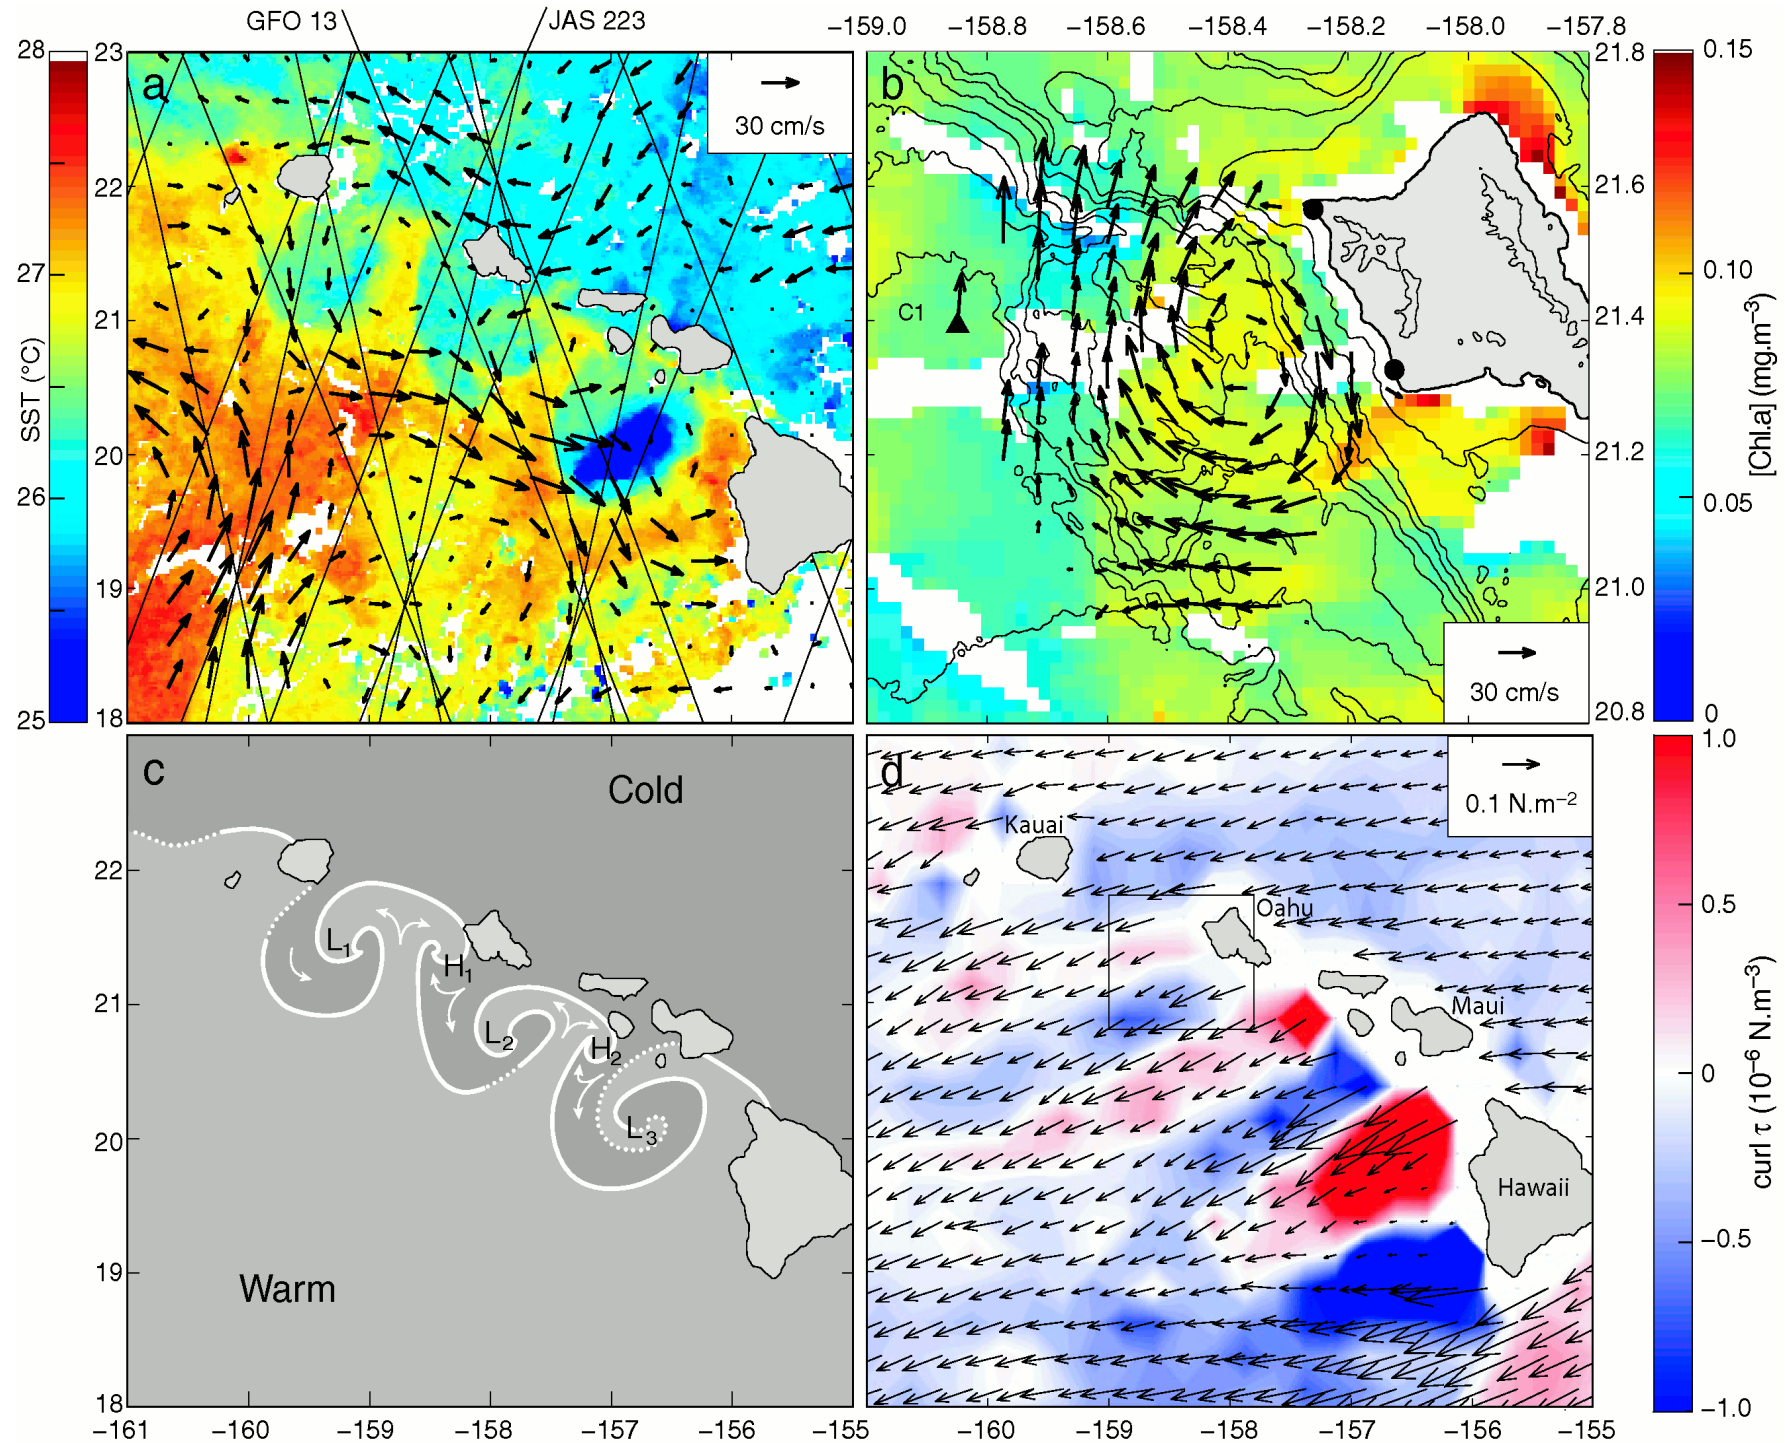 GFO 13
JAS 223
−159.0 −158.8 −158.6 −158.4 −158.2 −158.0 −157.8
28
27
26
25
SST (°C)
23
22
21
20
19
18
a
30 cm/s
b
C1
30 cm/s
21.8
21.6
21.4
21.2
21.0
20.8
0.15
0.10
0.05
0
[Chl.a] (mg.m−3)
c
Cold
Warm
L1
H1
L2
H2
L3
22
21
20
19
18
−161 −160 −159 −158 −157 −156 −155
d
0.1 N.m−2
Kauai
Oahu
Maui
Hawaii
−160 −159 −158 −157 −156 −155
1.0
0.5
0
−0.5
−1.0
curl τ (10−6 N.m−3)